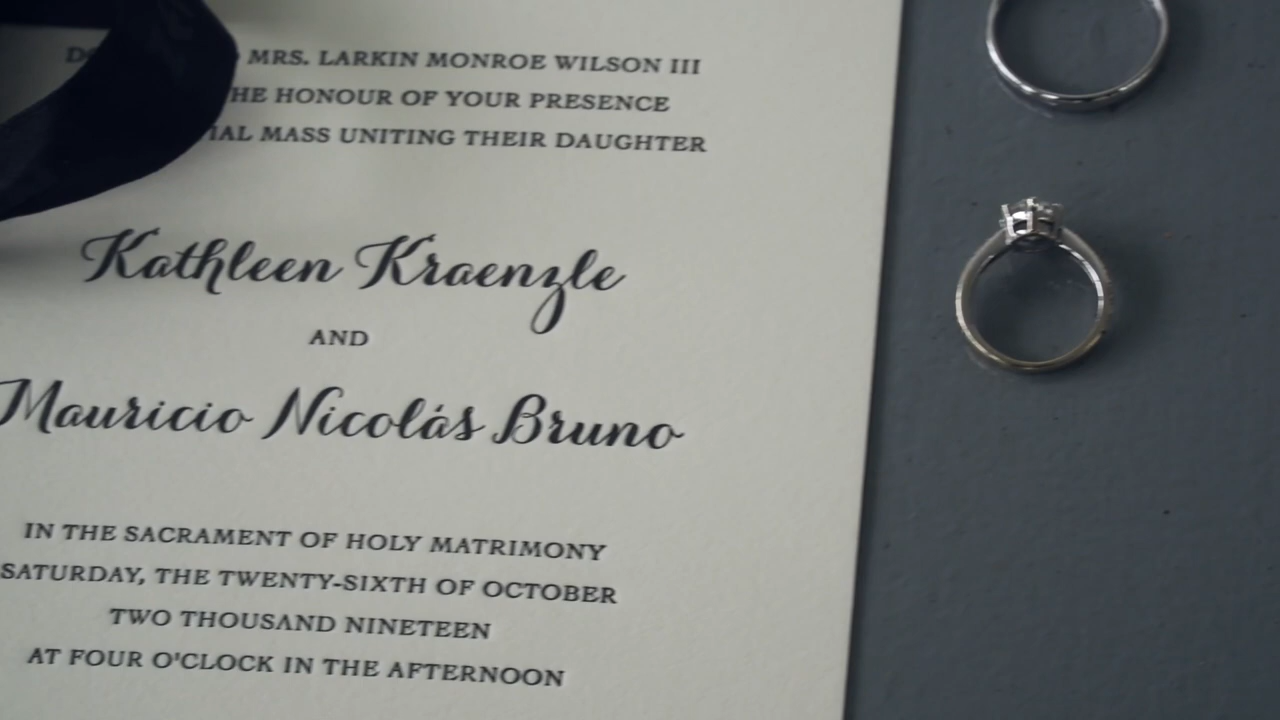 MRS. LARKIN MONROE WILSON III
HONOUR OF YOUR PRESENCE
MASS UNITING THEIR DAUGHTER
Kathleen Kraenzle
AND
Mauricio Nicolás Bruno
IN THE SACRAMENT OF HOLY MATRIMONY
SATURDAY, THE TWENTY-SIXTH OF OCTOBER
TWO THOUSAND NINETEEN
AT FOUR O'CLOCK IN THE AFTERNOON